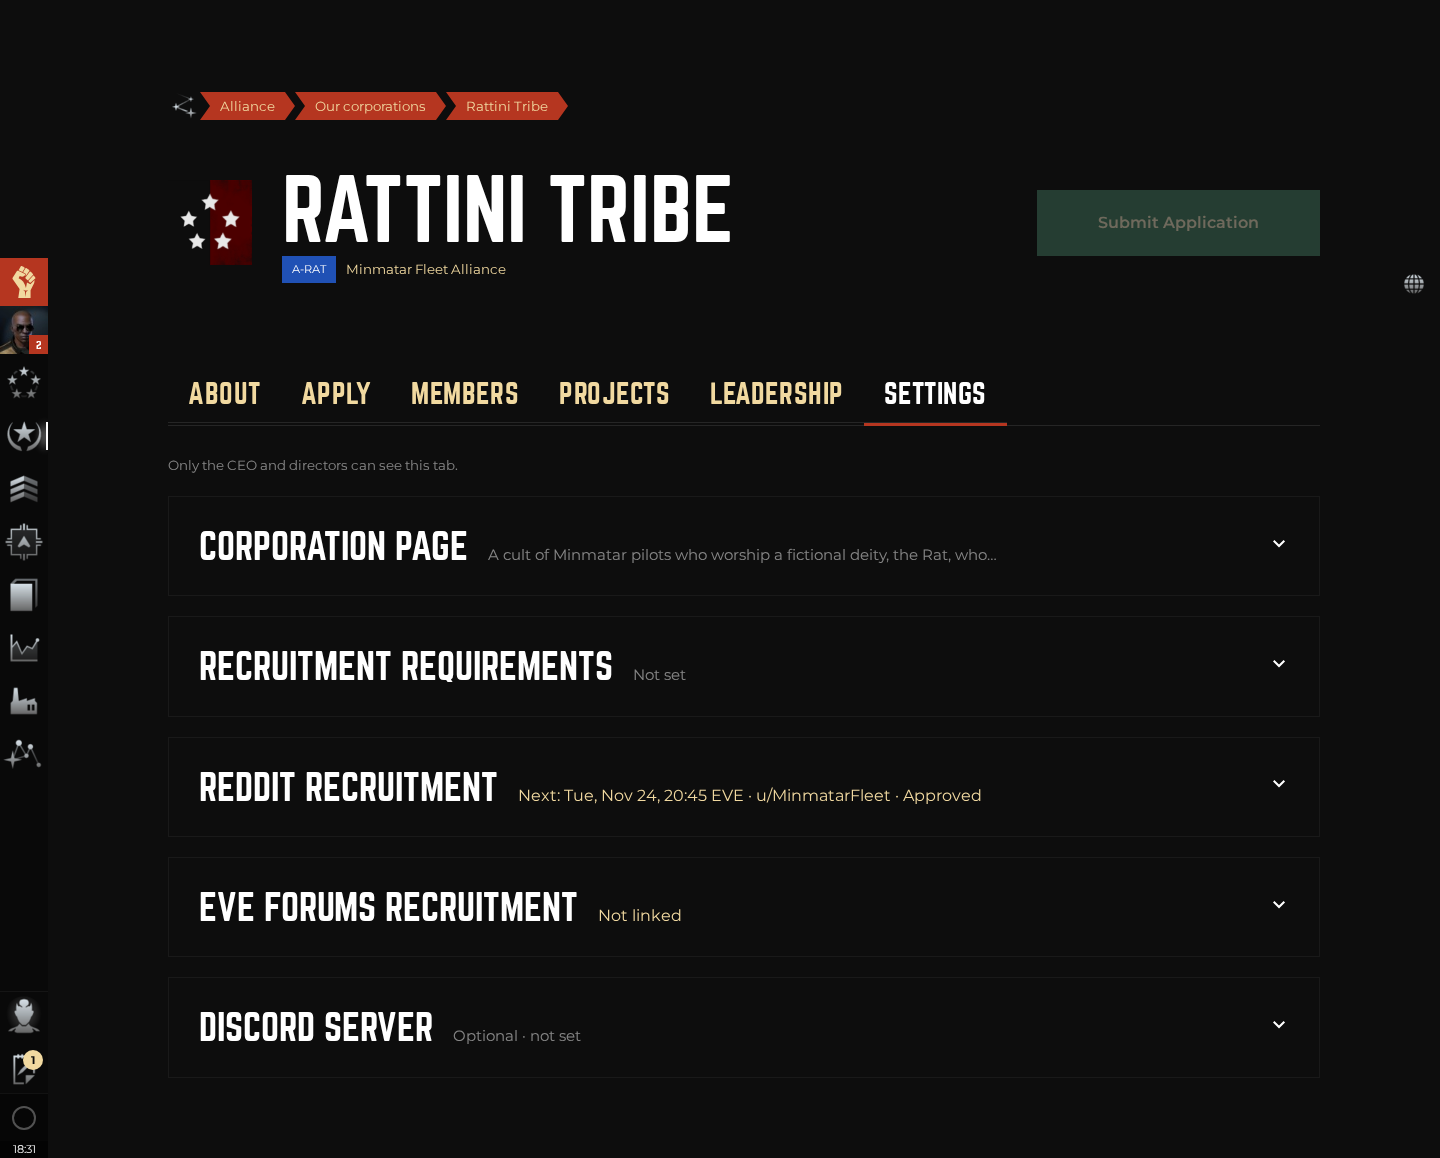 Alliance
Our corporations
Rattini Tribe
RATTINI TRIBE
A-RAT
Minmatar Fleet Alliance
Submit Application
2
ABOUT
APPLY
MEMBERS
PROJECTS
LEADERSHIP
SETTINGS
Only the CEO and directors can see this tab.
CORPORATION PAGE
A cult of Minmatar pilots who worship a fictional deity, the Rat, who...
RECRUITMENT REQUIREMENTS
Not set
REDDIT RECRUITMENT
Next: Tue, Nov 24, 20:45 EVE · u/MinmatarFleet · Approved
EVE FORUMS RECRUITMENT
Not linked
DISCORD SERVER
Optional · not set
1
18:31